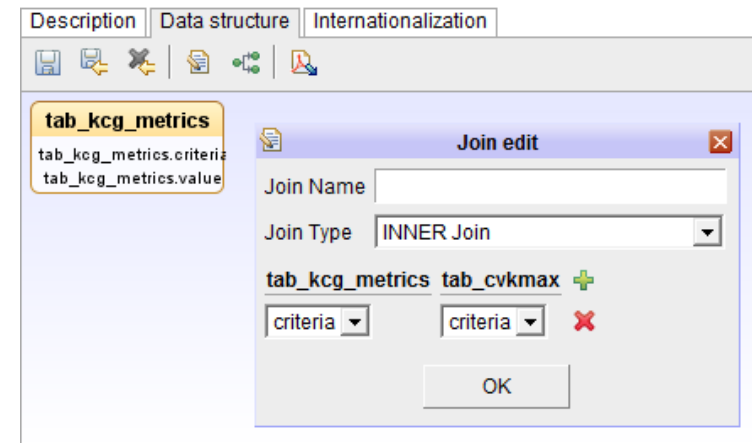 Description Data structure Internationalization
tab_kcg_metrics
tab_kcg_metrics.criteria
tab_kcg_metrics.value
Join edit
Join Name
Join Type INNER Join
tab_kcg_metrics tab_cvkmax
criteria criteria
OK